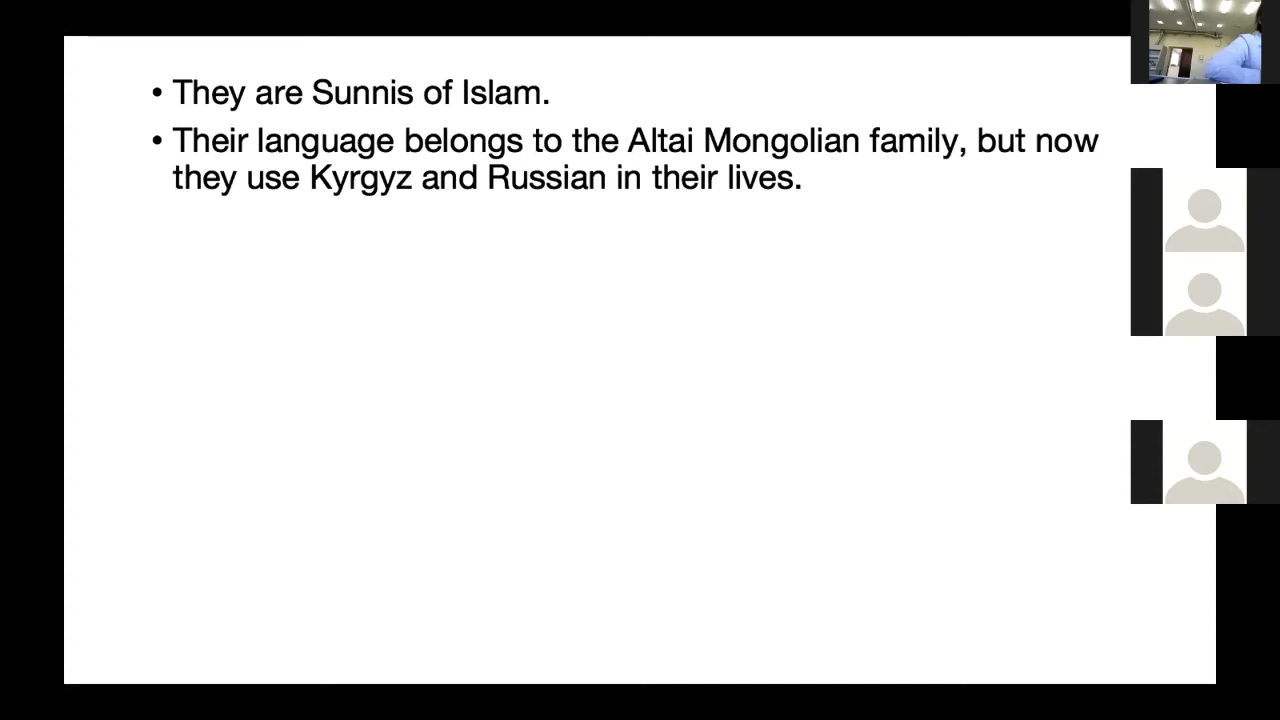 • They are Sunnis of Islam.
• Their language belongs to the Altai Mongolian family, but now
they use Kyrgyz and Russian in their lives.